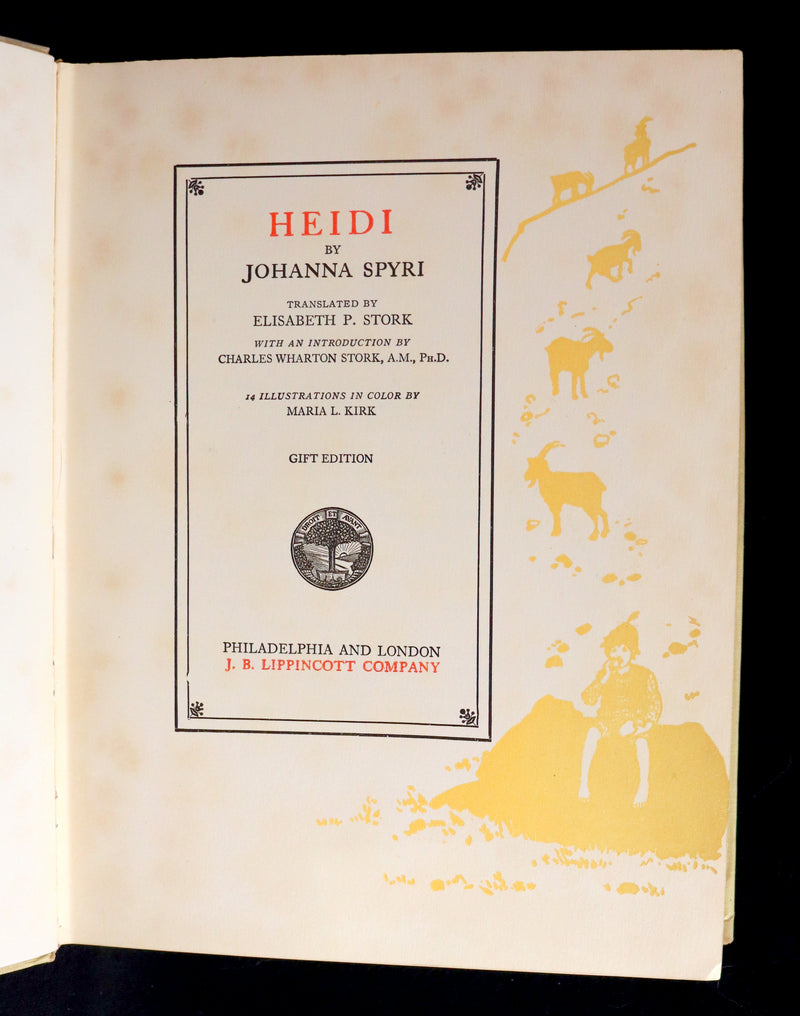 HEIDI
BY
JOHANNA SPYRI
TRANSLATED BY
ELISABETH P. STORK
WITH AN INTRODUCTION BY
CHARLES WHARTON STORK, A.M., PH.D.
14 ILLUSTRATIONS IN COLOR BY
MARIA L. KIRK
GIFT EDITION
DROIT ET AVANT
PHILADELPHIA AND LONDON
J. B. LIPPINCOTT COMPANY